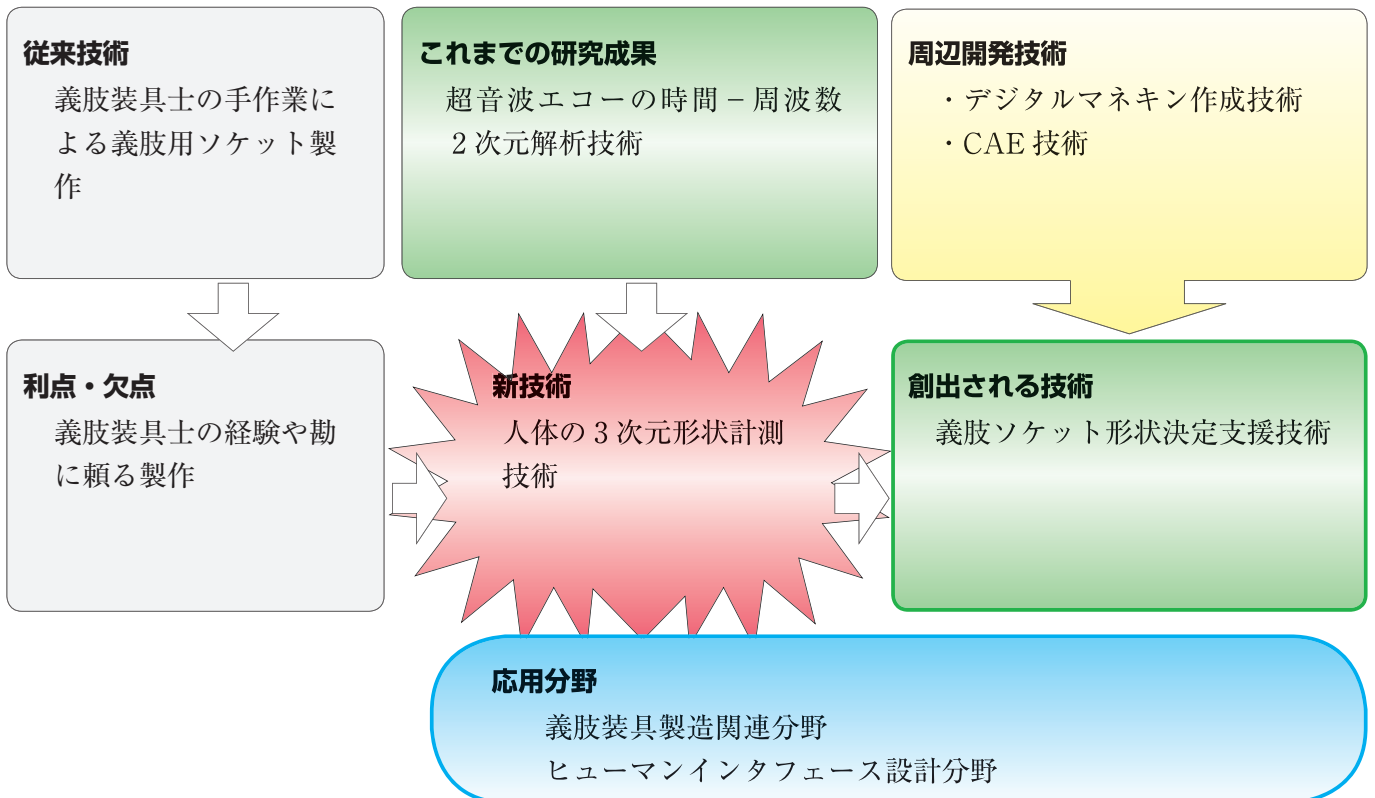 従来技術
義肢装具士の手作業に
よる義肢用ソケット製
作
これまでの研究成果
超音波エコーの時間－周波数
２次元解析技術
周辺開発技術
・デジタルマネキン作成技術
・CAE 技術
利点・欠点
義肢装具士の経験や勘
に頼る製作
新技術
人体の３次元形状計測
技術
創出される技術
義肢ソケット形状決定支援技術
応用分野
義肢装具製造関連分野
ヒューマンインタフェース設計分野